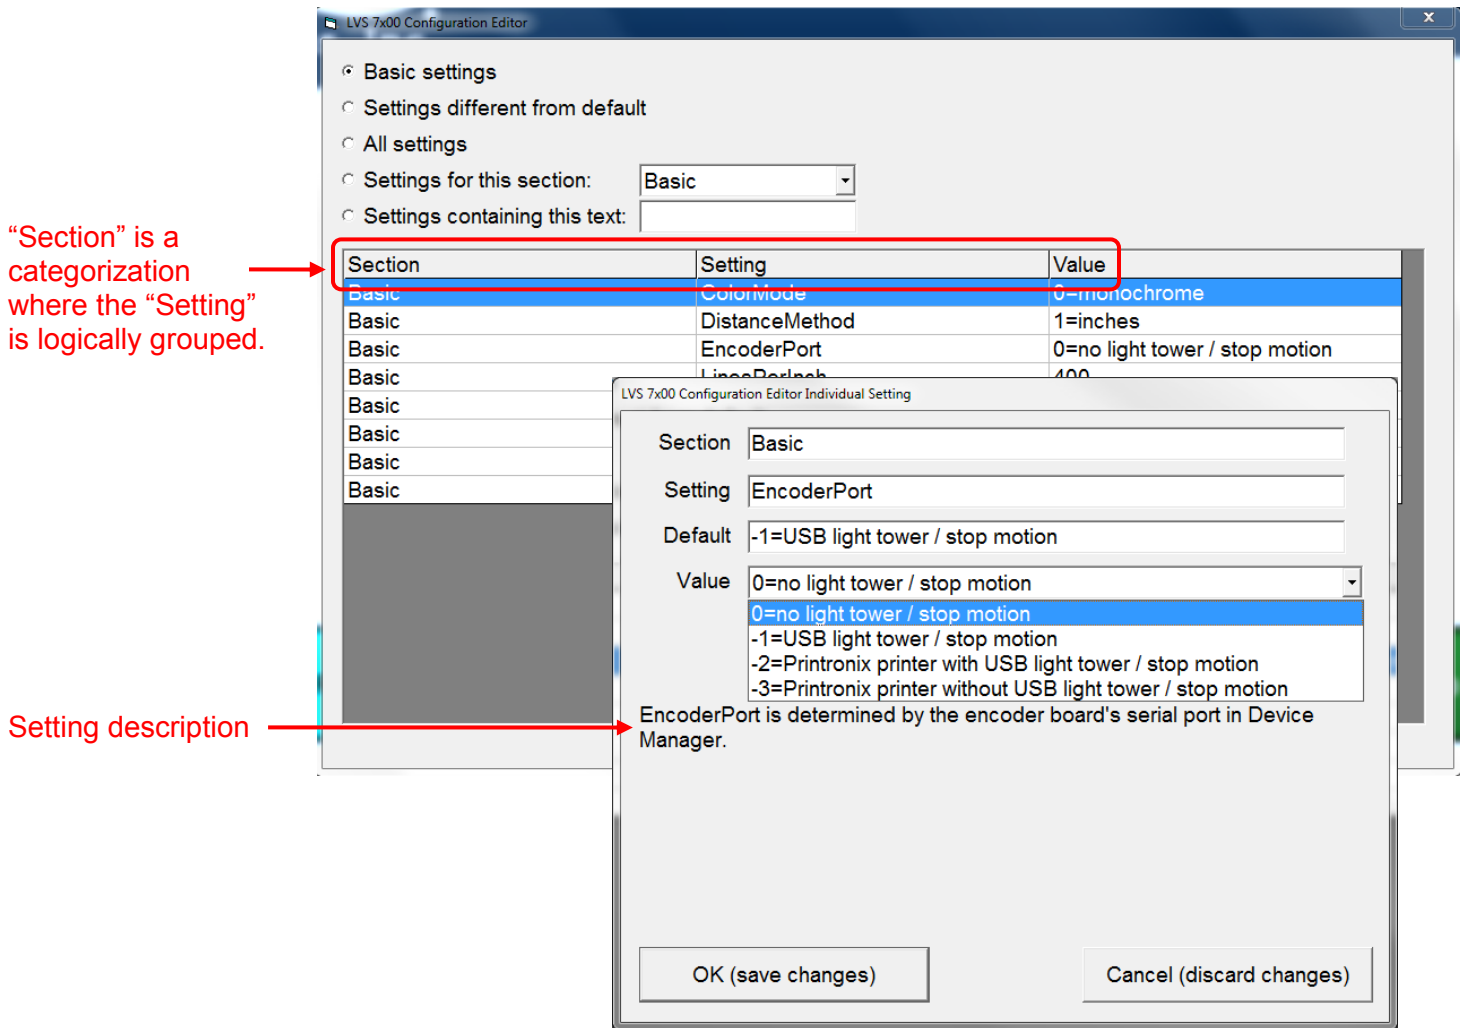 LVS 7x00 Configuration Editor
x
Basic settings
Settings different from default
All settings
Settings for this section:
Basic
Settings containing this text:
“Section” is a
categorization
where the “Setting”
is logically grouped.
Section Setting Value
Basic ColorMode 0=monochrome
Basic DistanceMethod 1=inches
Basic EncoderPort 0=no light tower / stop motion
Basic LinesPerInch 400
Basic
Basic
Basic
Basic
LVS 7x00 Configuration Editor Individual Setting
Section Basic
Setting EncoderPort
Default -1=USB light tower / stop motion
Value 0=no light tower / stop motion
0=no light tower / stop motion
-1=USB light tower / stop motion
-2=Printronix printer with USB light tower / stop motion
-3=Printronix printer without USB light tower / stop motion
Setting description
EncoderPort is determined by the encoder board's serial port in Device
Manager.
OK (save changes)
Cancel (discard changes)